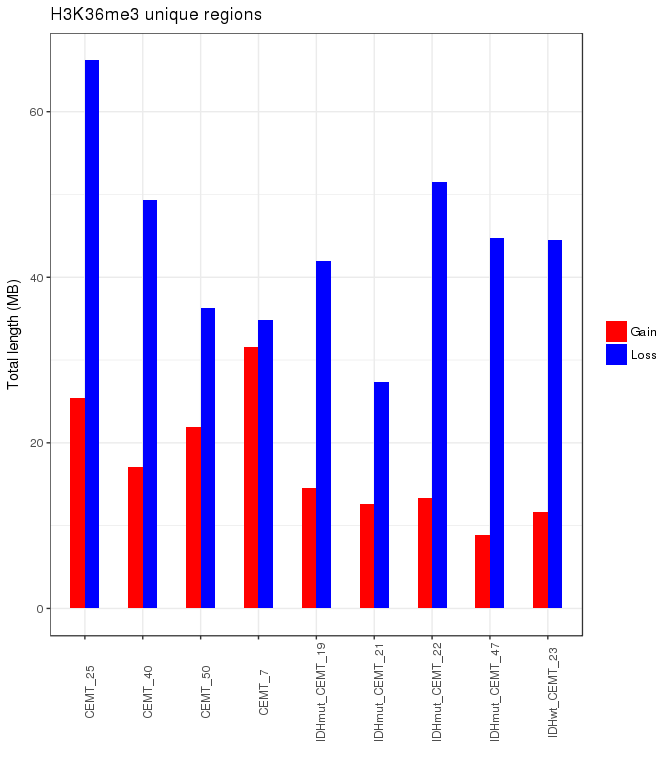 H3K36me3 unique regions
Total length (MB)
60
40
20
0
CEMT_25
CEMT_40
CEMT_50
CEMT_7
IDHmut_CEMT_19
IDHmut_CEMT_21
IDHmut_CEMT_22
IDHmut_CEMT_47
IDHwt_CEMT_23
Gain
Loss